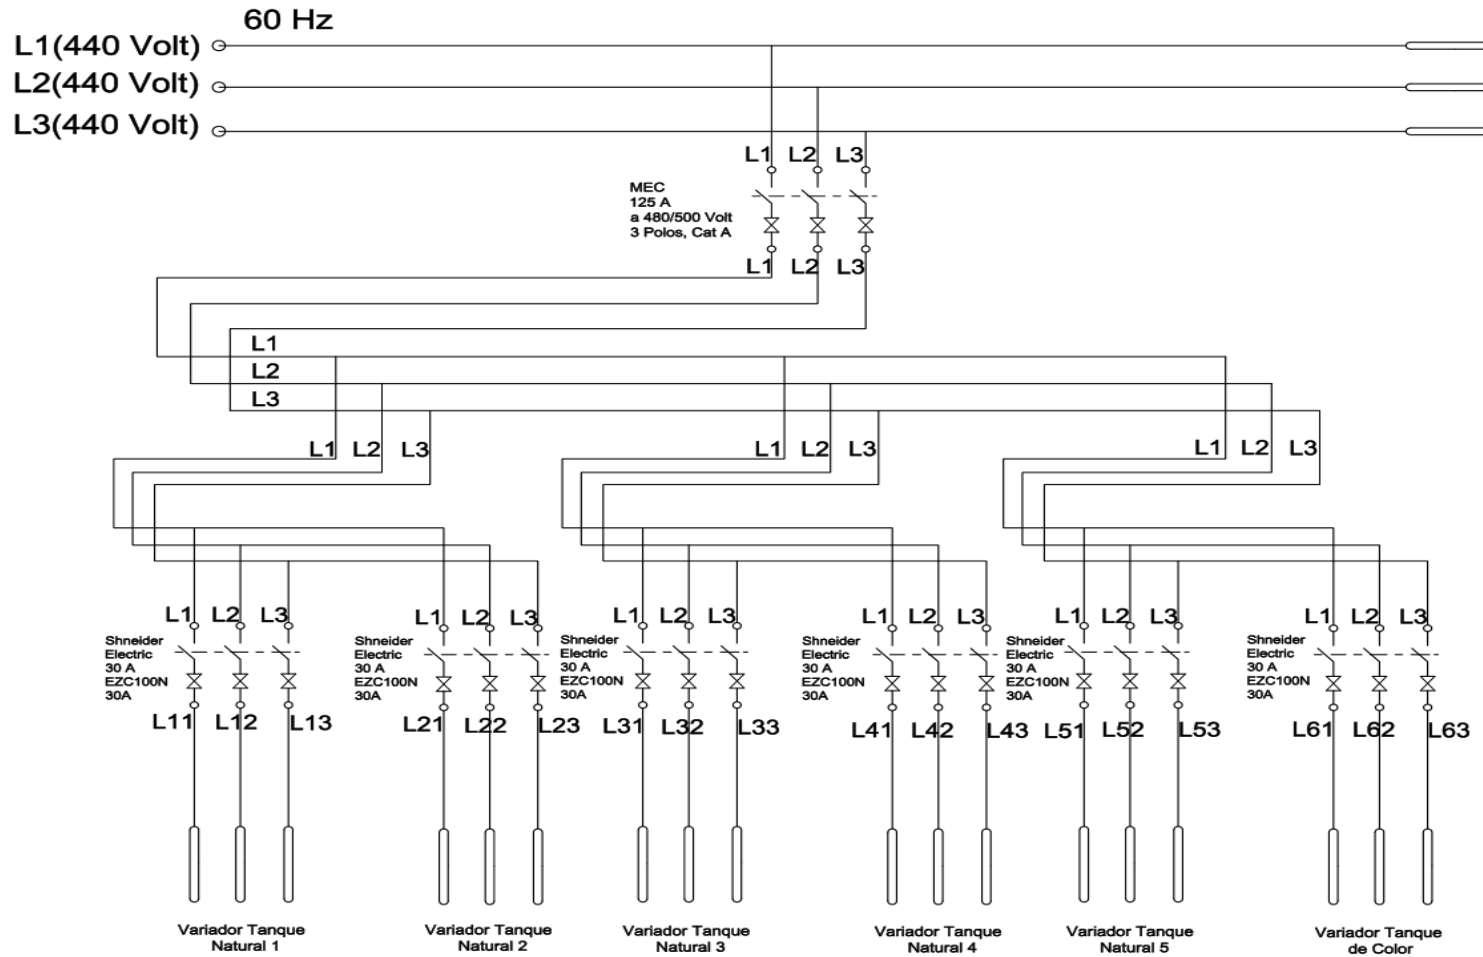 60 Hz
L1(440 Volt)
L2(440 Volt)
L3(440 Volt)
L1 L2 L3
MEC
125 A
a 480/500 Volt
3 Polos, Cat A
L1 L2 L3
L1
L2
L3
L1 L2 L3
L1 L2 L3
L1 L2 L3
L1 L2 L3
Shneider
Electric
30 A
EZC100N
30A
L11 L12 L13
L1 L2 L3
Shneider
Electric
30 A
EZC100N
30A
L21 L22 L23
L1 L2 L3
Shneider
Electric
30 A
EZC100N
30A
L31 L32 L33
L1 L2 L3
Shneider
Electric
30 A
EZC100N
30A
L41 L42 L43
L1 L2 L3
Shneider
Electric
30 A
EZC100N
30A
L51 L52 L53
L1 L2 L3
Shneider
Electric
30 A
EZC100N
30A
L61 L62 L63
Variador Tanque
Natural 1
Variador Tanque
Natural 2
Variador Tanque
Natural 3
Variador Tanque
Natural 4
Variador Tanque
Natural 5
Variador Tanque
de Color